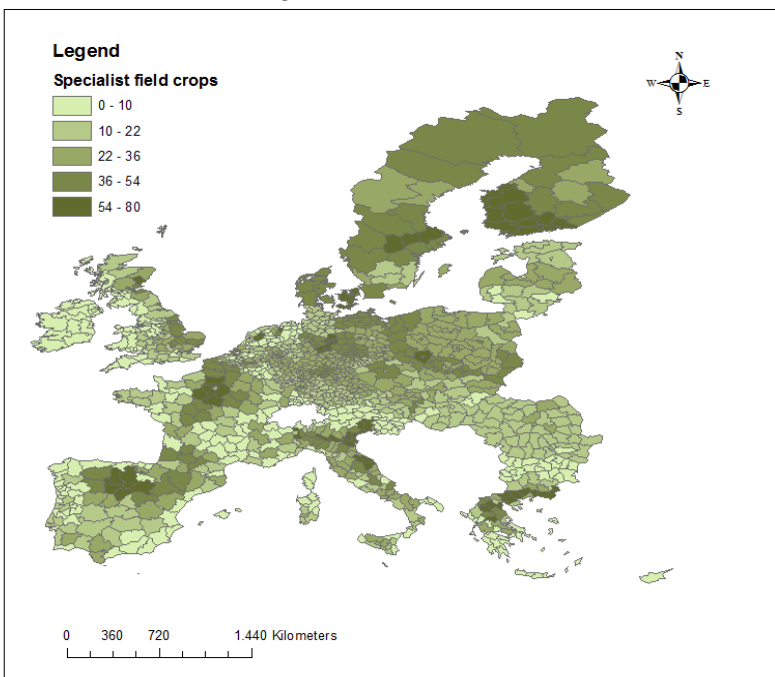 Legend
Specialist field crops
0 - 10
10 - 22
22 - 36
36 - 54
54 - 80
N
W E
S
0 360 720 1.440 Kilometers